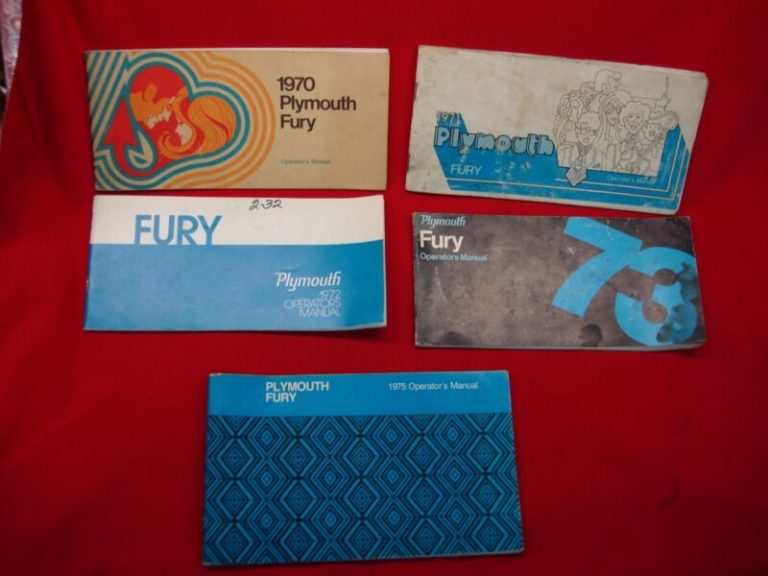 1970
Plymouth
Fury
Operator's Manual
1971
Plymouth
FURY
Operator's Manual
2-32
FURY
Plymouth
1972
OPERATORS
MANUAL
Plymouth
Fury
Operators Manual
73
PLYMOUTH
FURY
1975 Operator's Manual